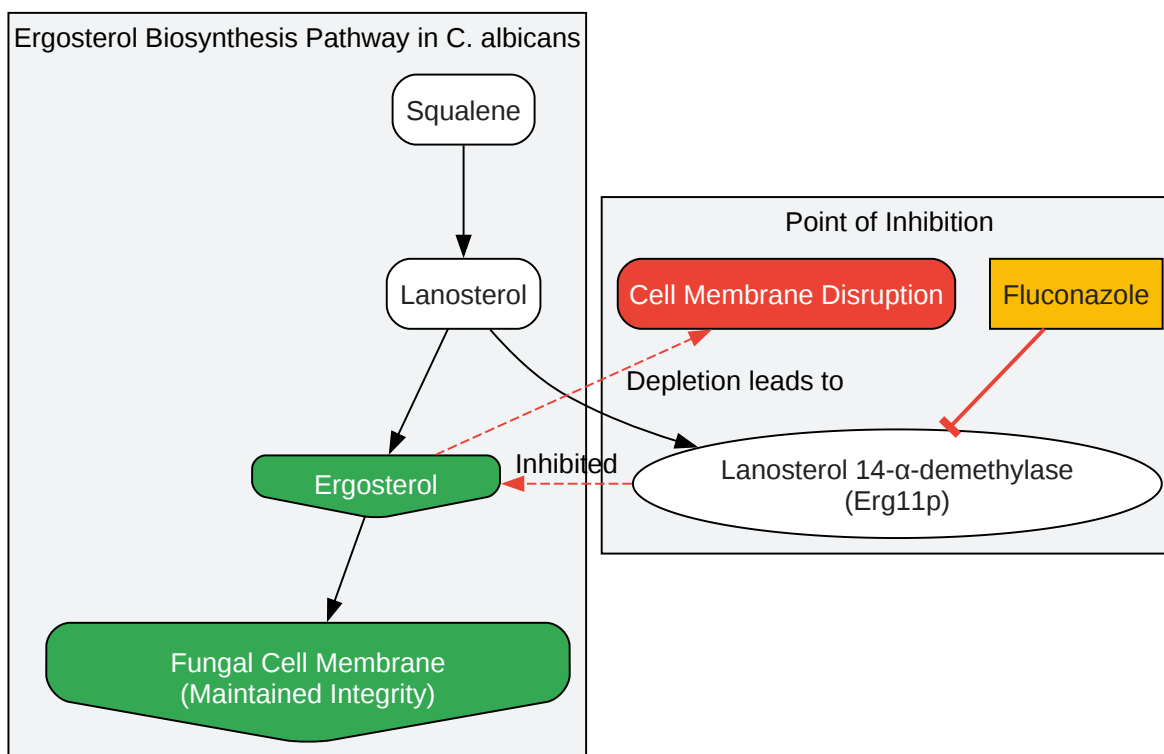 Ergosterol Biosynthesis Pathway in C. albicans
Squalene
Lanosterol
Point of Inhibition
Cell Membrane Disruption
Fluconazole
Depletion leads to
Ergosterol
Inhibited
Lanosterol 14-α-demethylase
(Erg11p)
Fungal Cell Membrane
(Maintained Integrity)